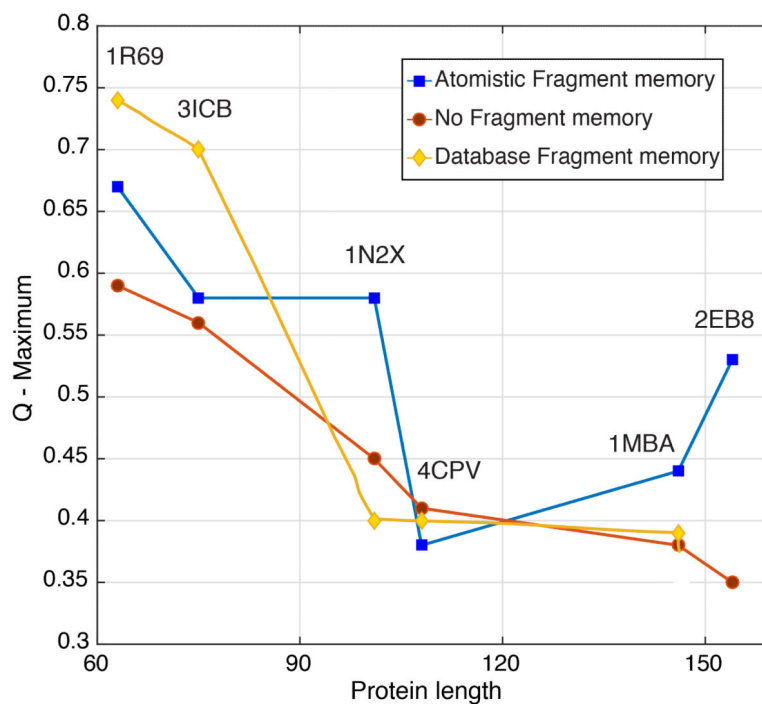 0.8
0.75
0.7
0.65
0.6
0.55
0.5
0.45
0.4
0.35
0.3
Q - Maximum
1R69
3ICB
1N2X
4CPV
1MBA
2EB8
Atomistic Fragment memory
No Fragment memory
Database Fragment memory
60 90 120 150
Protein length